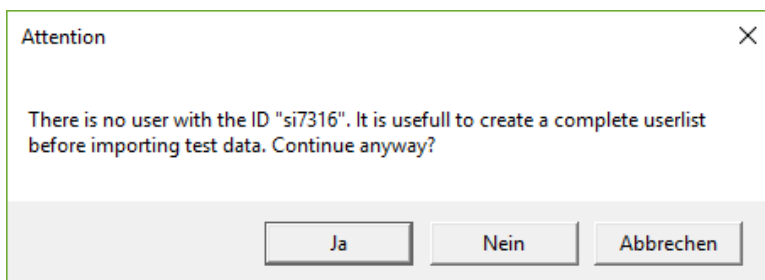 Attention
There is no user with the ID "si7316". It is usefull to create a complete userlist
before importing test data. Continue anyway?
Ja Nein Abbrechen